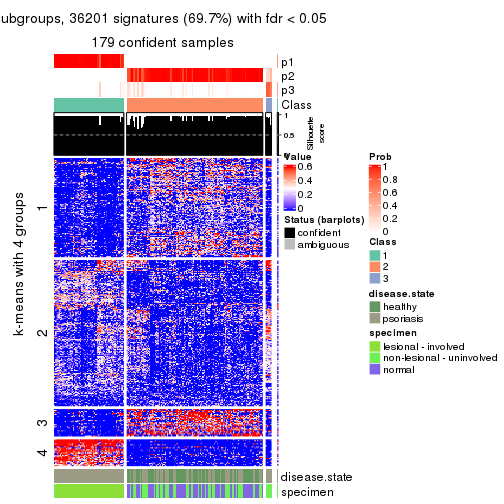 ubgroups, 36201 signatures (69.7%) with fdr < 0.05
179 confident samples
p1
p2
p3
Class
1
0.5
0
Silhouette
score
k-means with 4 groups
1
2
3
4
disease.state
specimen
Value
0.6
0.4
0.2
0
Status (barplots)
confident
ambiguous
Prob
1
0.8
0.6
0.4
0.2
0
Class
1
2
3
disease.state
healthy
psoriasis
specimen
lesional - involved
non-lesional - uninvolved
normal